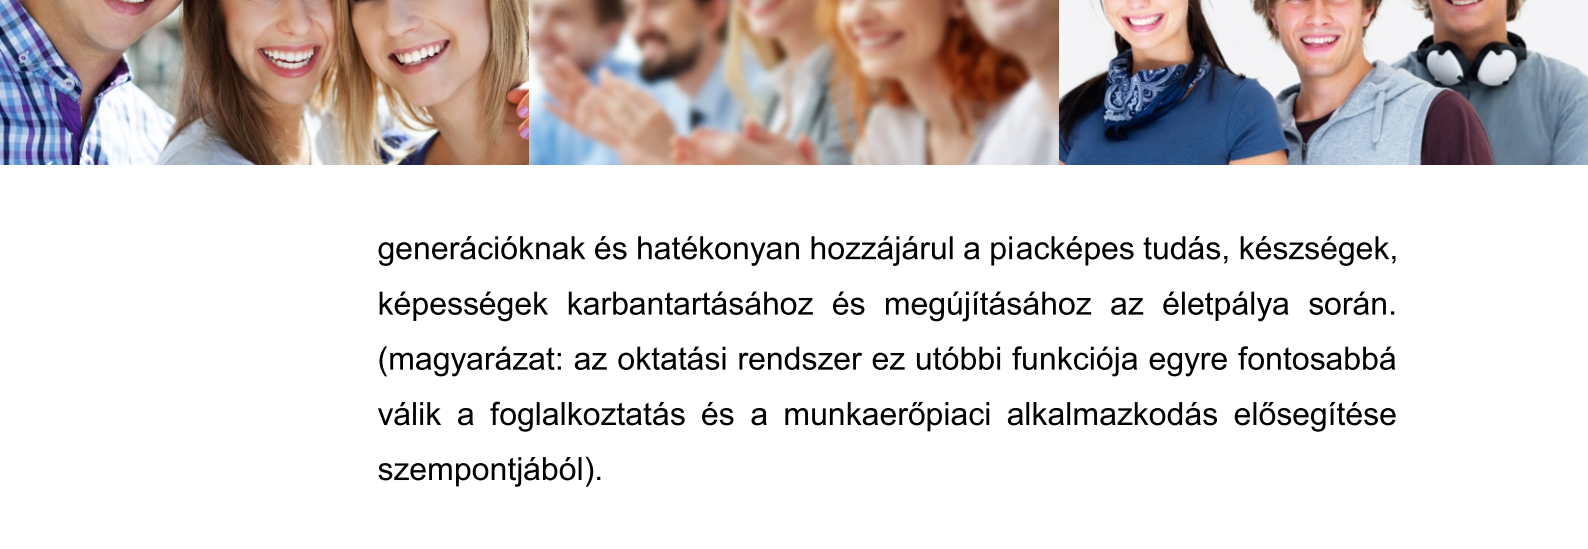 generációknak és hatékonyan hozzájárul a piacképes tudás, készségek,
képességek karbantartásához és megújításához az életpálya során.
(magyarázat: az oktatási rendszer ez utóbbi funkciója egyre fontosabbá
válik a foglalkoztatás és a munkaerőpiaci alkalmazkodás elősegítése
szempontjából).